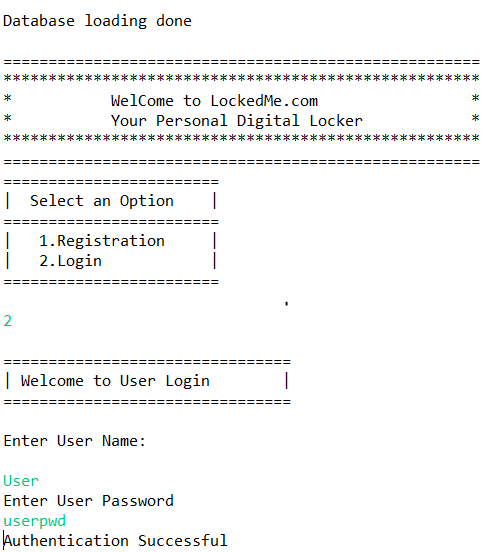 Database loading done
=====================================================
*****************************************************
* WelCome to LockedMe.com *
* Your Personal Digital Locker *
*****************************************************
=====================================================
========================
| Select an Option |
========================
| 1.Registration |
| 2.Login |
========================
2
================================
| Welcome to User Login |
================================
Enter User Name:
User
Enter User Password
userpwd
Authentication Successful